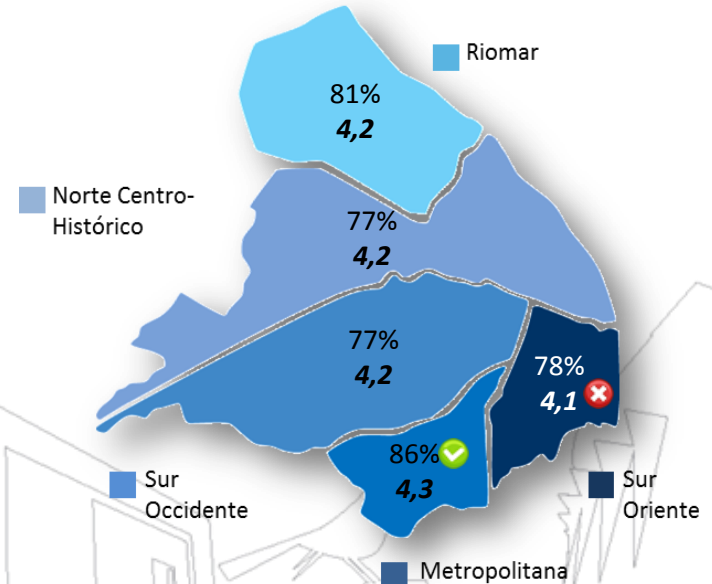 Riomar
81%
4,2
Norte Centro-
Histórico
77%
4,2
77%
4,2
78%
4,1
86%
4,3
Sur
Occidente
Sur
Oriente
Metropolitana